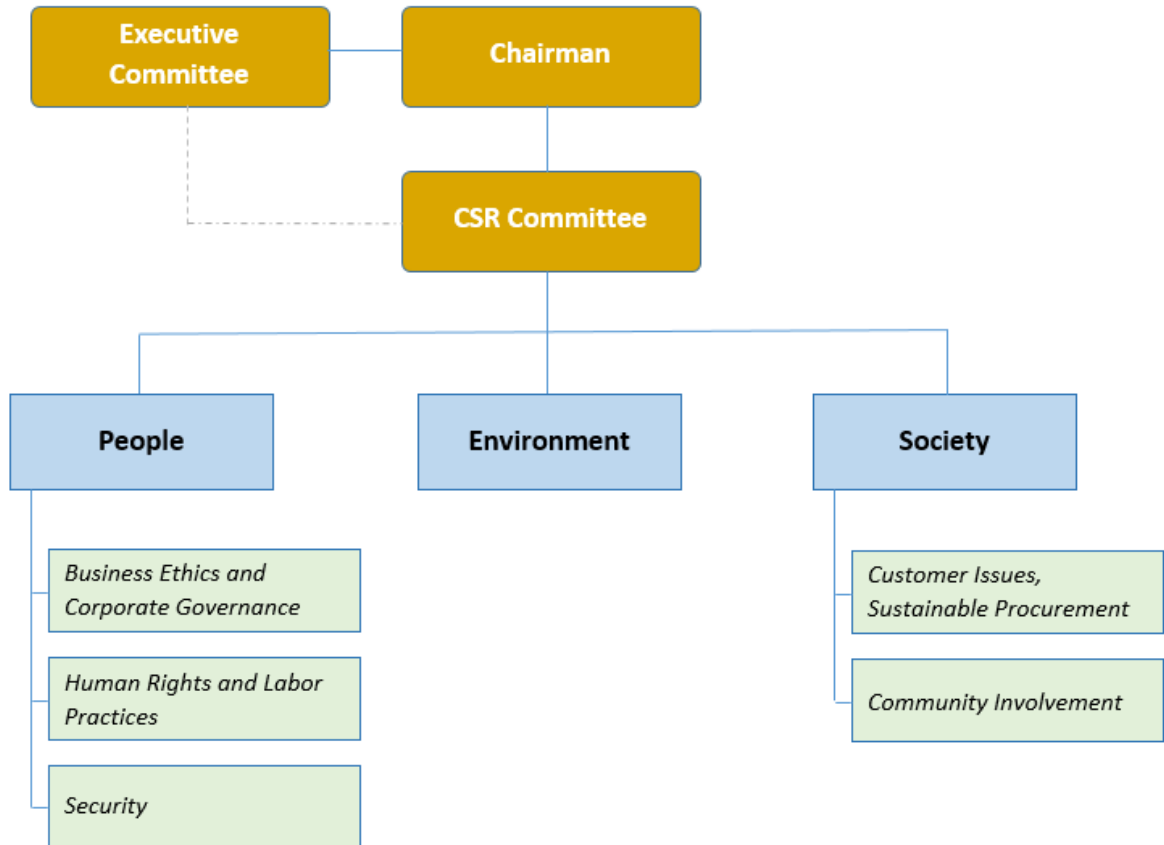 Executive
Committee
Chairman
CSR Committee
People
Environment
Society
Business Ethics and
Corporate Governance
Human Rights and Labor
Practices
Security
Customer Issues,
Sustainable Procurement
Community Involvement